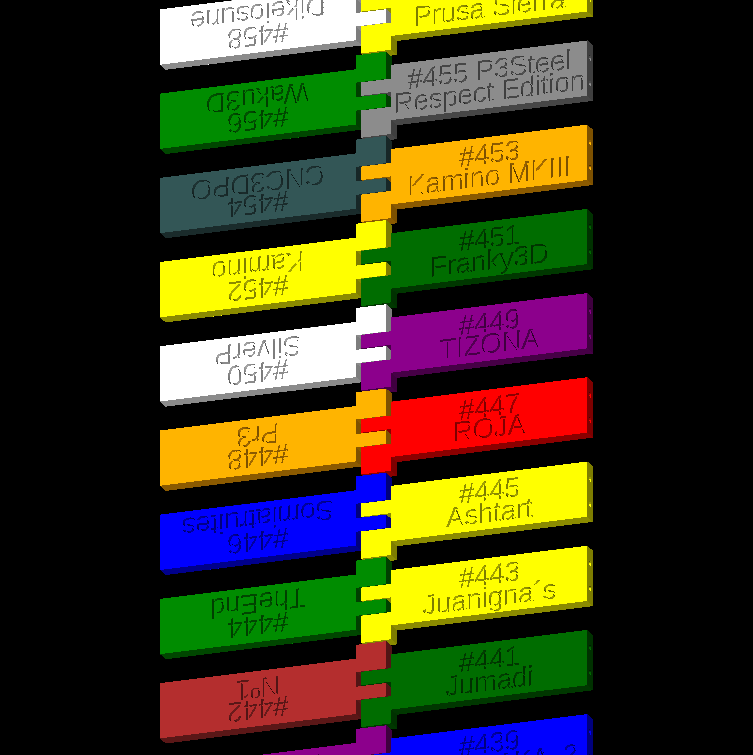 Prusa Sierra
#458
Dikelosune
#455 P3Steel
Respect Edition
#456
Waku3D
#453
Kamino MKIII
#454
CNC3DPO
#451
Franky3D
#452
Kamino
#449
TIZONA
#450
SilverP
#447
ROJA
#448
Pr3
#445
Ashtart
#446
Somiatruites
#443
Juanigna´s
#444
TheEnd
#441
Jumadi
#442
Nº1
#439